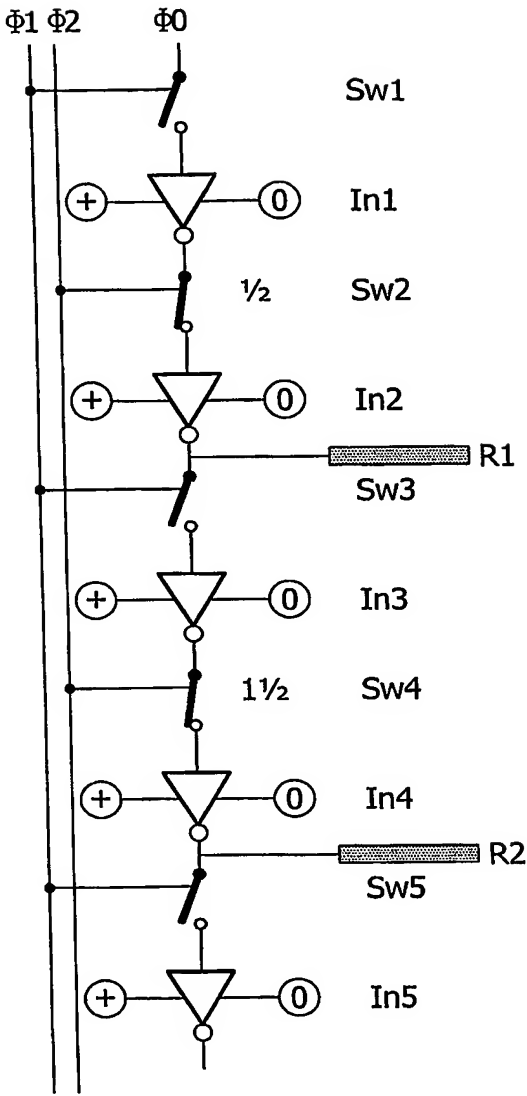 Φ1 Φ2 Φ0
Sw1
+ 0 In1
½ Sw2
+ 0 In2
R1
Sw3
+ 0 In3
1½ Sw4
+ 0 In4
R2
Sw5
+ 0 In5